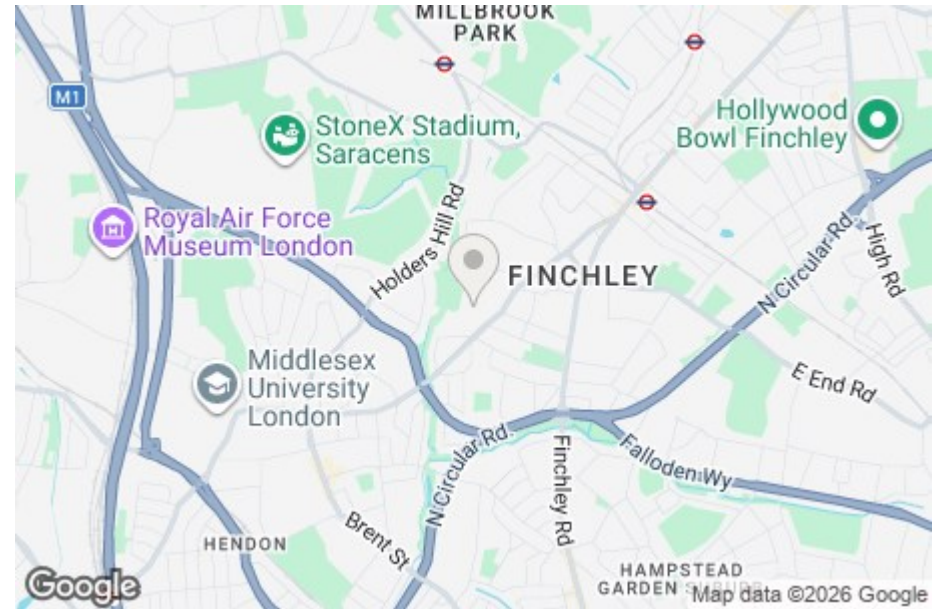 MILLBROOK
PARK
M1
StoneX Stadium,
Saracens
Hollywood
Bowl Finchley
Royal Air Force
Museum London
Holders Hill Rd
FINCHLEY
N Circular Rd
High Rd
Middlesex
University
London
E End Rd
N Circular Rd.
Finchley Rd
Falloden Wy
Brent St
HENDON
HAMPSTEAD
GARDEN SUBURB
Google
Map data ©2026 Google